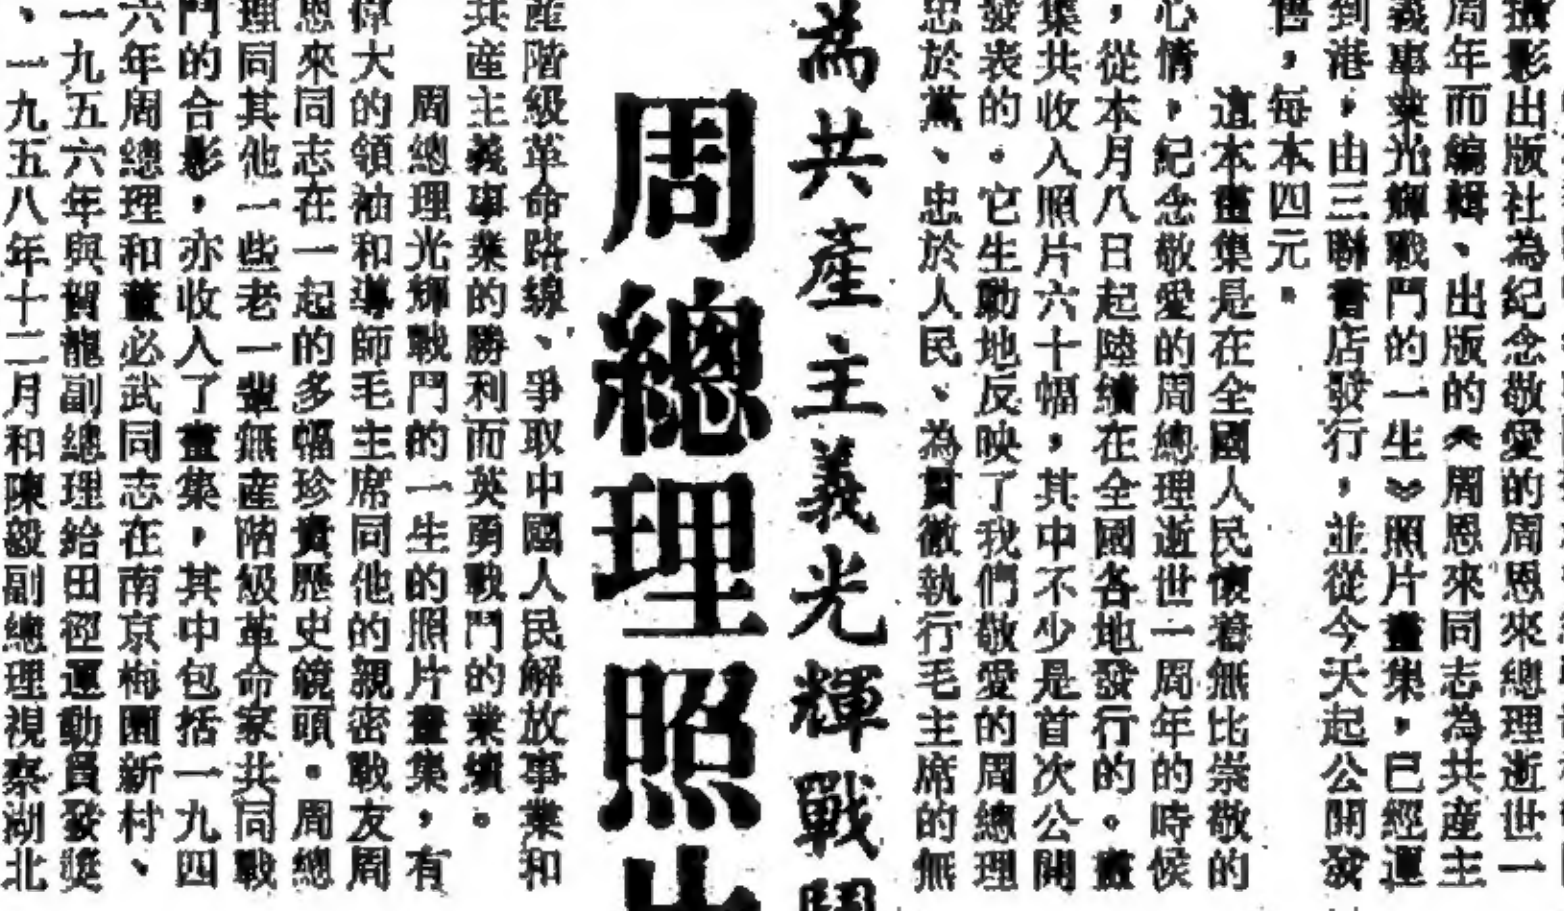 攝影出版社為紀念敬愛的周恩來總理逝世一
周年而編輯、出版的《周恩來同志為共產主
義事業光輝戰鬥的一生》照片畫集，已經運
到港，由三聯書店發行，並從今天起公開發
售，每本四元。
這本畫集是在全國人民懷着無比崇敬的
心情，紀念敬愛的周總理逝世一周年的時候
，從本月八日起陸續在全國各地發行的。畫
集共收入照片六十幅，其中不少是首次公開
發表的。它生動地反映了我們敬愛的周總理
忠於黨、忠於人民、為貫徹執行毛主席的無
為共產主義光輝戰鬥
周總理照片
產階級革命路線、爭取中國人民解放事業和
共產主義事業的勝利而英勇戰鬥的業績。
周總理光輝戰鬥的一生的照片畫集，有
偉大的領袖和導師毛主席同他的親密戰友周
恩來同志在一起的多幅珍貴歷史鏡頭。周總
理同其他一些老一輩無產階級革命家共同戰
鬥的合影，亦收入了畫集，其中包括一九四
六年周總理和董必武同志在南京梅園新村、
一九五六年與賀龍副總理給田徑運動員發獎
、一九五八年十二月和陳毅副總理視察湖北